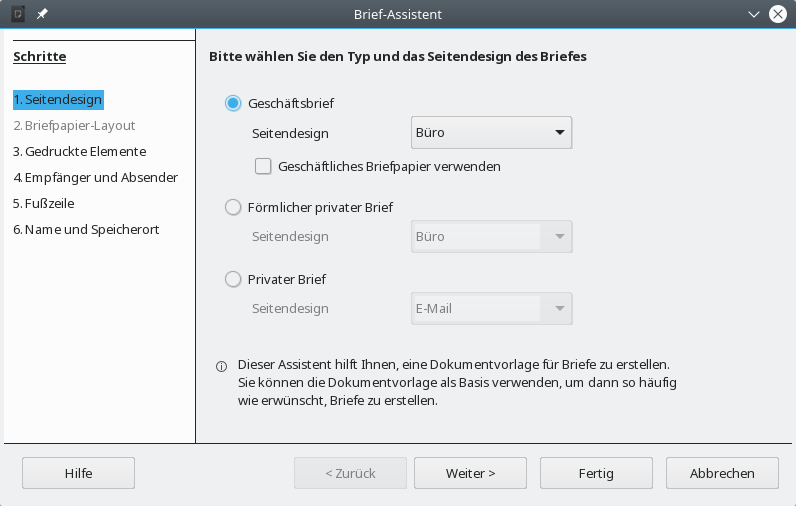 Brief-Assistent
Schritte
1. Seitendesign
2. Briefpapier-Layout
3. Gedruckte Elemente
4. Empfänger und Absender
5. Fußzeile
6. Name und Speicherort
Bitte wählen Sie den Typ und das Seitendesign des Briefes
Geschäftsbrief
Seitendesign Büro
Geschäftliches Briefpapier verwenden
Förmlicher privater Brief
Seitendesign Büro
Privater Brief
Seitendesign E-Mail
Dieser Assistent hilft Ihnen, eine Dokumentvorlage für Briefe zu erstellen.
Sie können die Dokumentvorlage als Basis verwenden, um dann so häufig
wie erwünscht, Briefe zu erstellen.
Hilfe < Zurück Weiter > Fertig Abbrechen